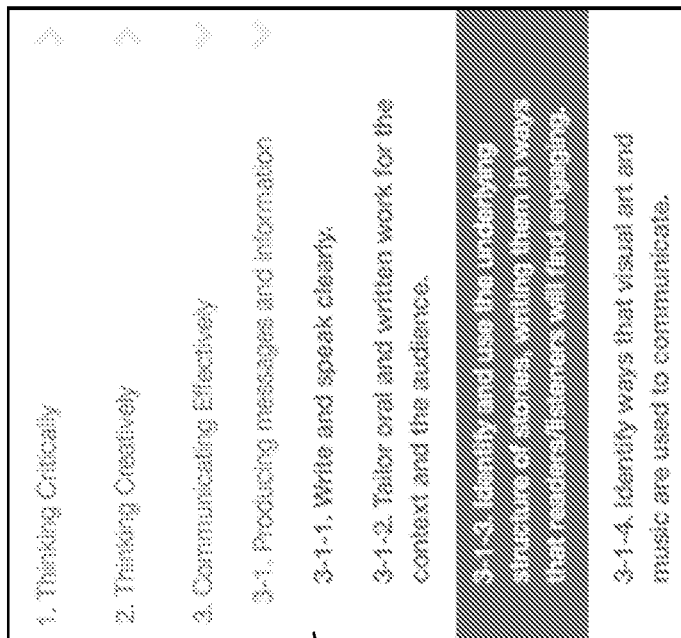 1. Thinking Critically
2. Thinking Creatively
3. Communicating Effectively
3-1. Producing messages and information
3-1-1. Write and speak clearly.
3-1-2. Tailor oral and written work for the
context and the audience.
3-1-3. Identify and use the underlying
structure of stories, writing them in ways
that readers/listeners will find engaging.
3-1-4. Identify ways that visual art and
music are used to communicate.